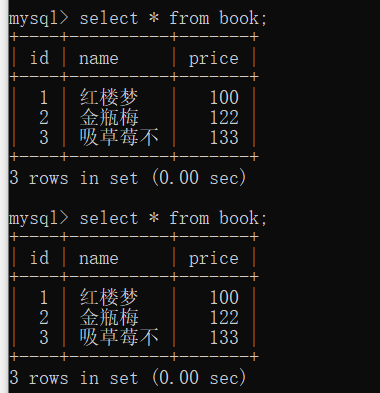 mysql> select * from book;
+----+----------+-------+
| id | name     | price |
+----+----------+-------+
|  1 | 红楼梦   |   100 |
|  2 | 金瓶梅   |   122 |
|  3 | 吸草莓不 |   133 |
+----+----------+-------+
3 rows in set (0.00 sec)
mysql> select * from book;
+----+----------+-------+
| id | name     | price |
+----+----------+-------+
|  1 | 红楼梦   |   100 |
|  2 | 金瓶梅   |   122 |
|  3 | 吸草莓不 |   133 |
+----+----------+-------+
3 rows in set (0.00 sec)